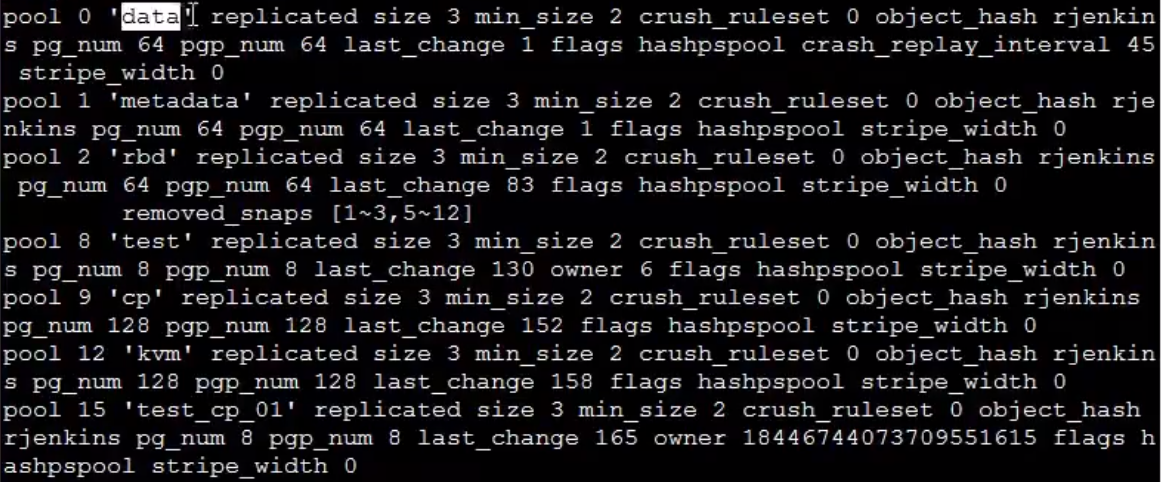 pool 0 'data' replicated size 3 min_size 2 crush_ruleset 0 object_hash rjenkin
s pg_num 64 pgp_num 64 last_change 1 flags hashpspool crash_replay_interval 45
 stripe_width 0
pool 1 'metadata' replicated size 3 min_size 2 crush_ruleset 0 object_hash rje
nkins pg_num 64 pgp_num 64 last_change 1 flags hashpspool stripe_width 0
pool 2 'rbd' replicated size 3 min_size 2 crush_ruleset 0 object_hash rjenkins
 pg_num 64 pgp_num 64 last_change 83 flags hashpspool stripe_width 0
        removed_snaps [1~3,5~12]
pool 8 'test' replicated size 3 min_size 2 crush_ruleset 0 object_hash rjenkin
s pg_num 8 pgp_num 8 last_change 130 owner 6 flags hashpspool stripe_width 0
pool 9 'cp' replicated size 3 min_size 2 crush_ruleset 0 object_hash rjenkins
pg_num 128 pgp_num 128 last_change 152 flags hashpspool stripe_width 0
pool 12 'kvm' replicated size 3 min_size 2 crush_ruleset 0 object_hash rjenkin
s pg_num 128 pgp_num 128 last_change 158 flags hashpspool stripe_width 0
pool 15 'test_cp_01' replicated size 3 min_size 2 crush_ruleset 0 object_hash
rjenkins pg_num 8 pgp_num 8 last_change 165 owner 18446744073709551615 flags h
ashpspool stripe_width 0